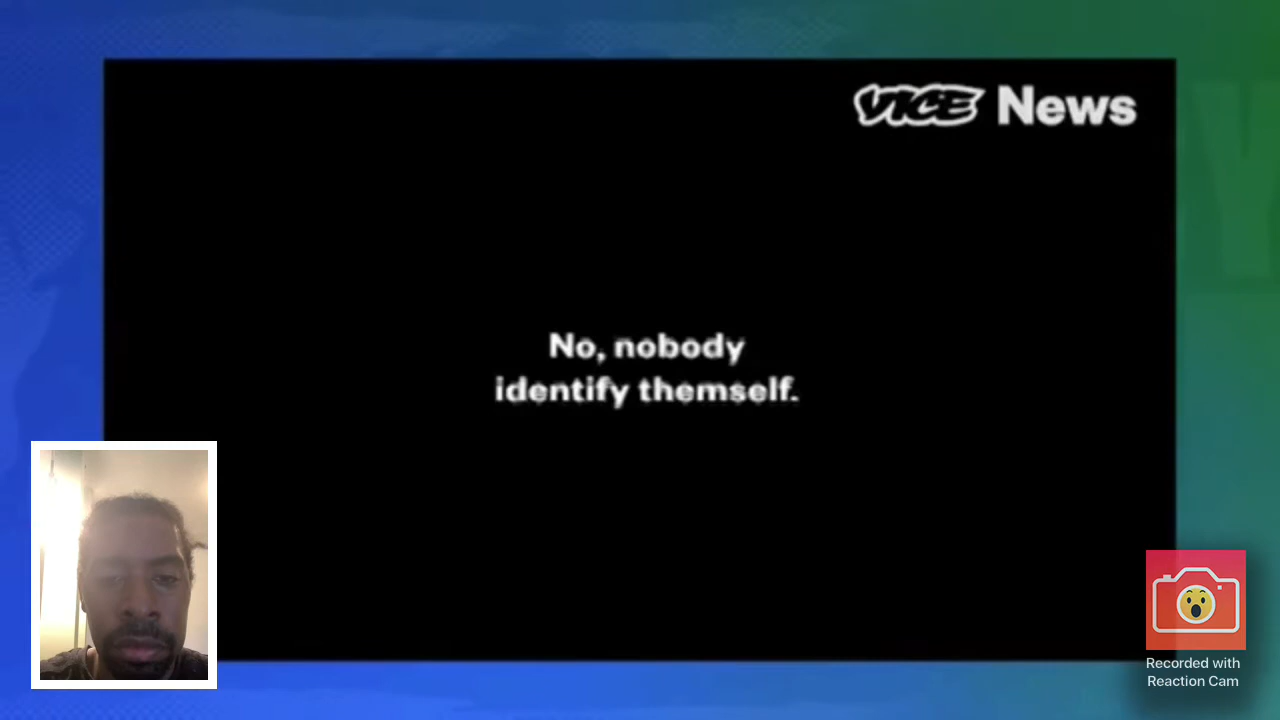 VICE News
No, nobody
identify themself.
Recorded with
Reaction Cam